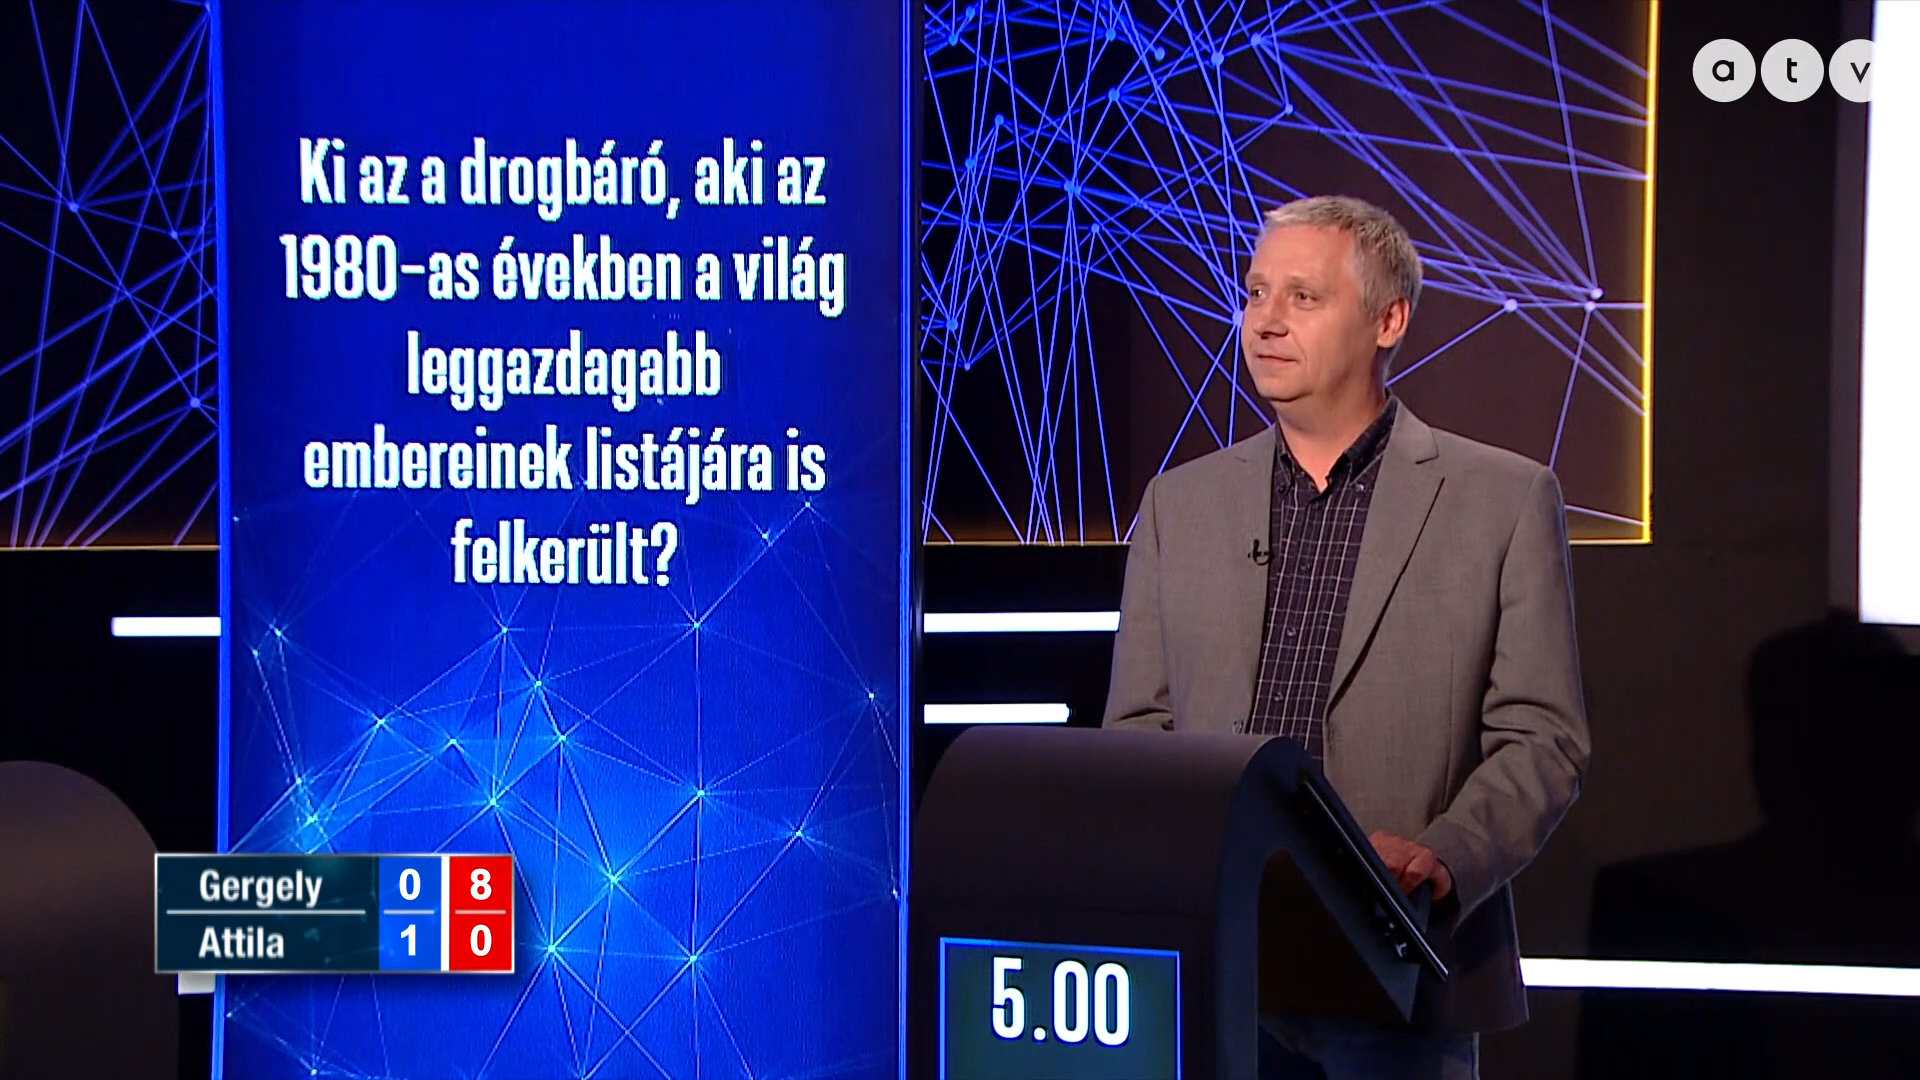 Ki az a drogbáró, aki az
1980-as években a világ
leggazdagabb
embereinek listájára is
felkerült?
atv
Gergely 0 8
Attila 1 0
5.00